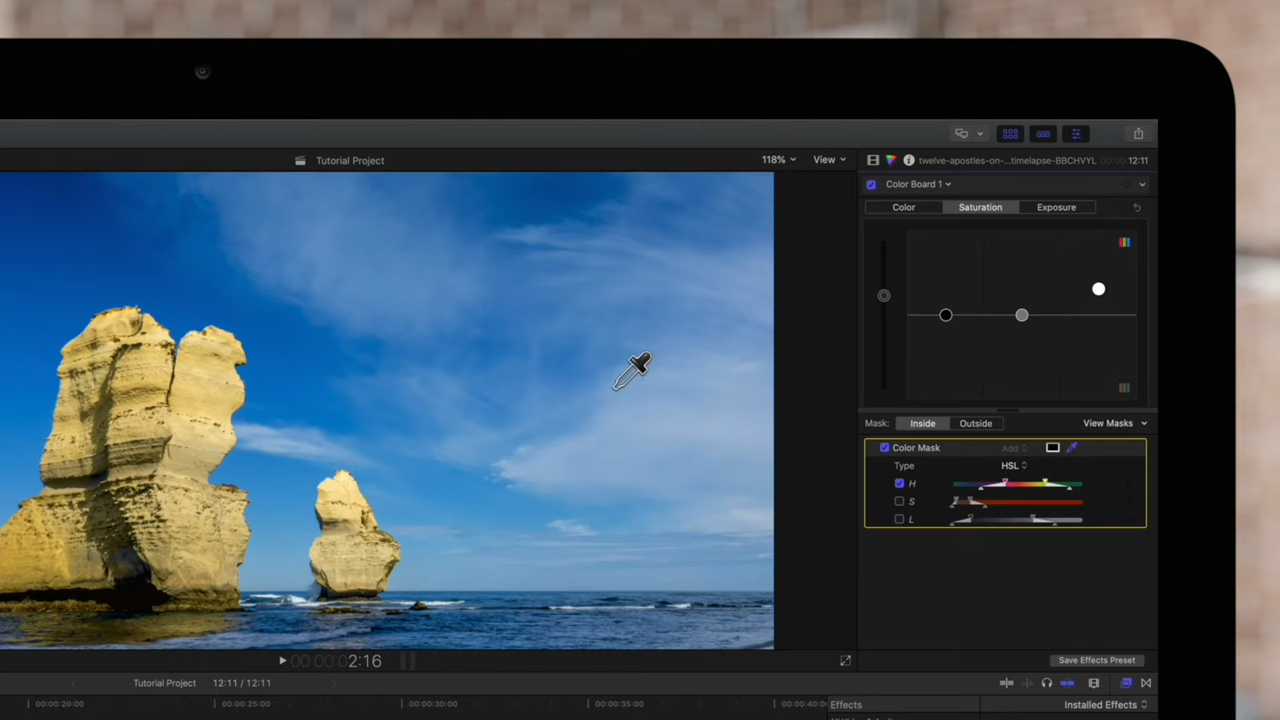 Tutorial Project
118%
View
twelve-apostles-on-...timelapse-BBCHVYL
00:00:12:11
Color Board 1
Color
Saturation
Exposure
Mask:
Inside
Outside
View Masks
Color Mask
Add
Type
HSL
H
S
L
00:00:00:02:16
Save Effects Preset
Tutorial Project
12:11 / 12:11
00:00:20:00
00:00:25:00
00:00:30:00
00:00:35:00
00:00:40:0
Effects
Installed Effects